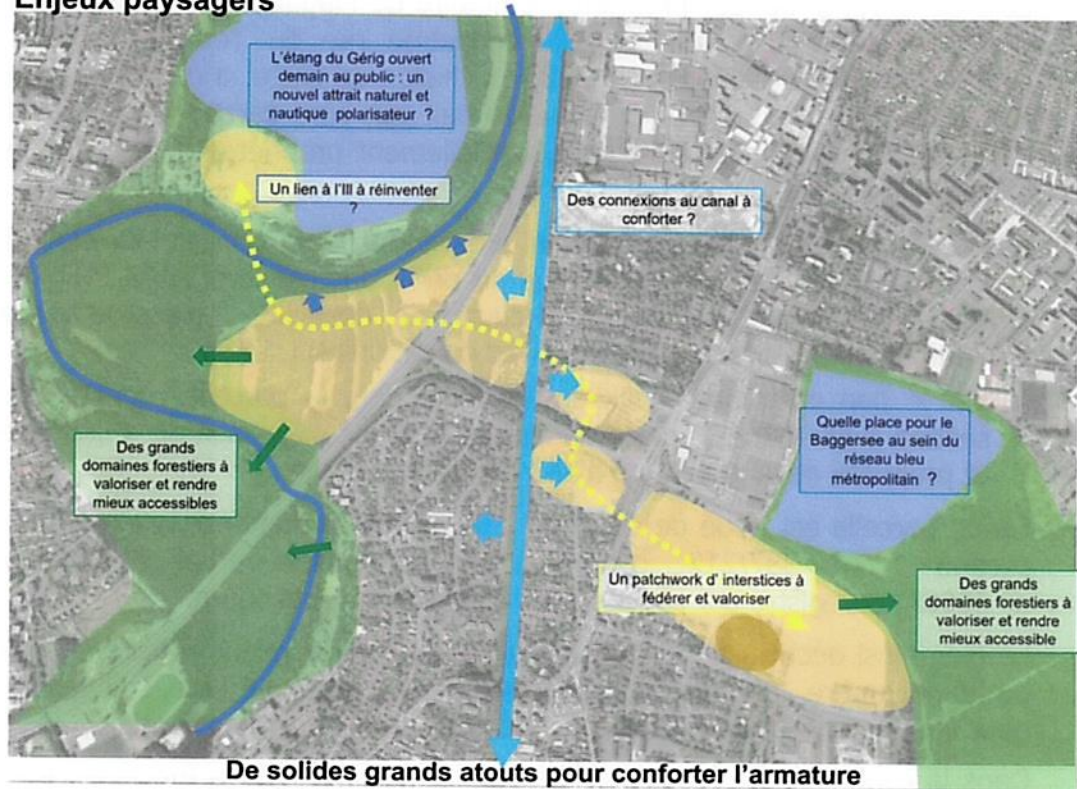 Enjeux paysagers
L'étang du Gérig ouvert
demain au public : un
nouvel attrait naturel et
nautique polarisateur ?
Un lien à l'Ill à réinventer
?
Des connexions au canal à
conforter ?
Quelle place pour le
Baggersee au sein du
réseau bleu
métropolitain ?
Des grands
domaines forestiers à
valoriser et rendre
mieux accessibles
Un patchwork d' interstices à
fédérer et valoriser
Des grands
domaines forestiers à
valoriser et rendre
mieux accessible
De solides grands atouts pour conforter l'armature